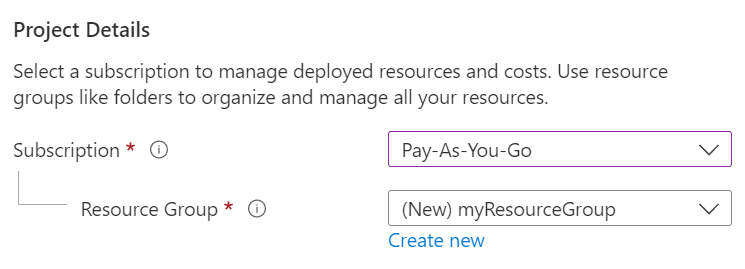 Project Details
Select a subscription to manage deployed resources and costs. Use resource
groups like folders to organize and manage all your resources.
Subscription * Pay-As-You-Go
Resource Group * (New) myResourceGroup
Create new